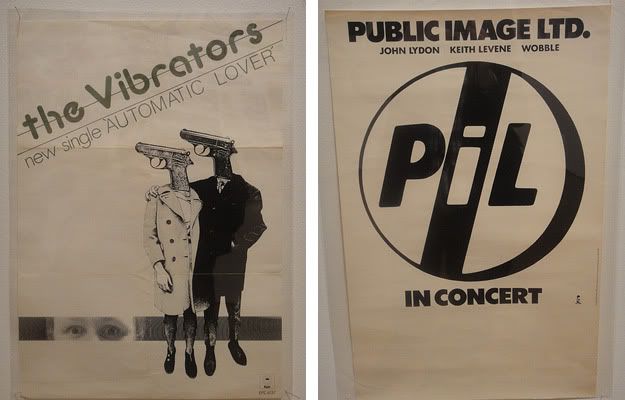 the Vibrators
new single "AUTOMATIC LOVER"
PUBLIC IMAGE LTD.
JOHN LYDON KEITH LEVENE WOBBLE
PiL
IN CONCERT